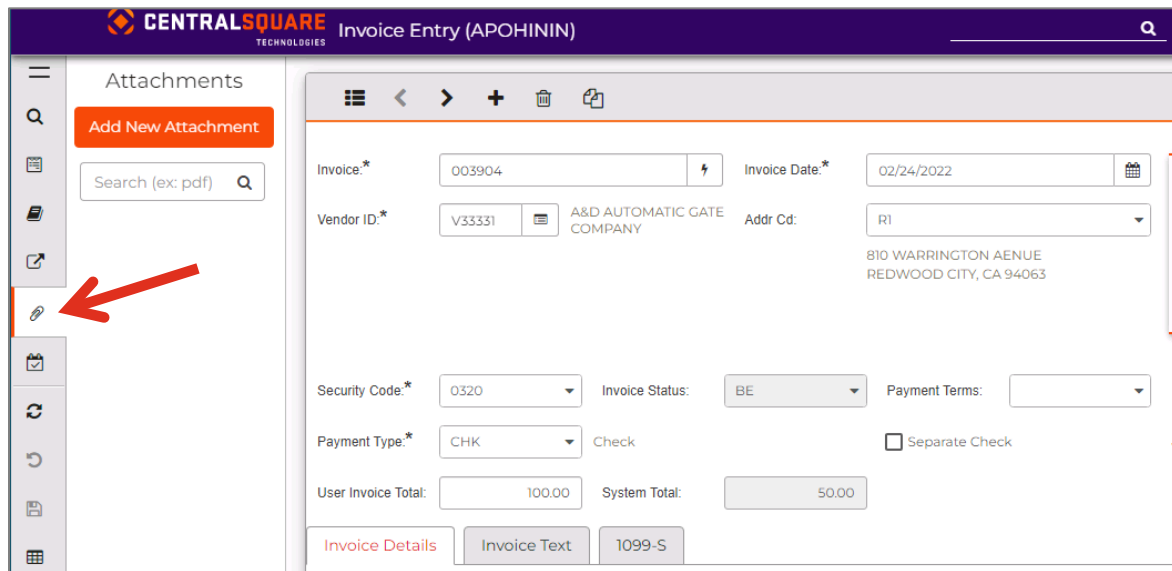 CENTRALSQUARE
TECHNOLOGIES
Invoice Entry (APOHININ)
Attachments
Add New Attachment
Search (ex: pdf)
Invoice:* 003904 Invoice Date:* 02/24/2022
Vendor ID:* V33331 A&D AUTOMATIC GATE COMPANY Addr Cd: R1
810 WARRINGTON AENUE
REDWOOD CITY, CA 94063
Security Code:* 0320 Invoice Status: BE Payment Terms:
Payment Type:* CHK Check Separate Check
User Invoice Total: 100.00 System Total: 50.00
Invoice Details Invoice Text 1099-S